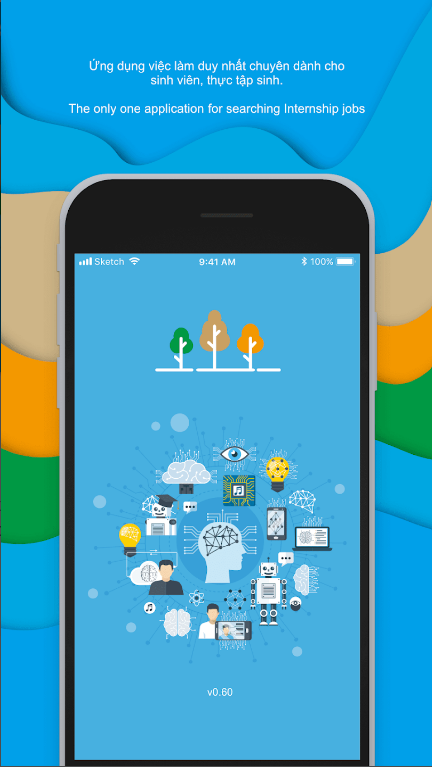 Ứng dụng việc làm duy nhất chuyên dành cho
sinh viên, thực tập sinh.
The only one application for searching Internship jobs
Sketch
9:41 AM
100%
v0.60